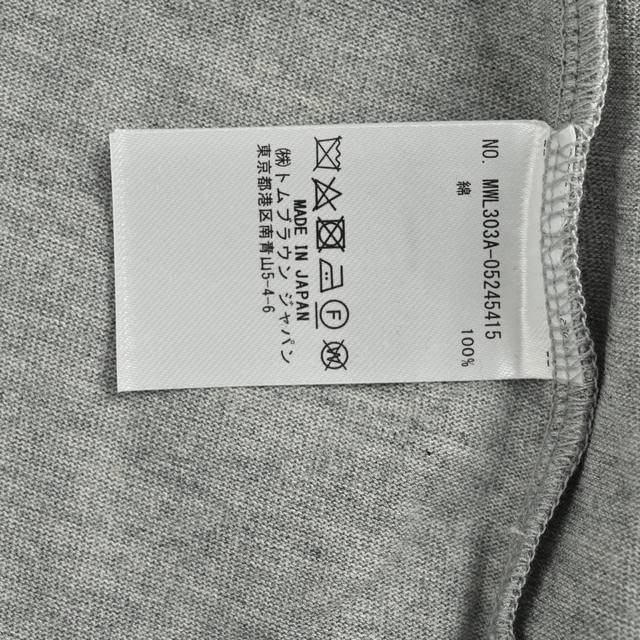 NO. MWL303A-05245415
綿 100%
F
W
MADE IN JAPAN
㈱トムブラウン ジャパン
東京都港区南青山5-4-6